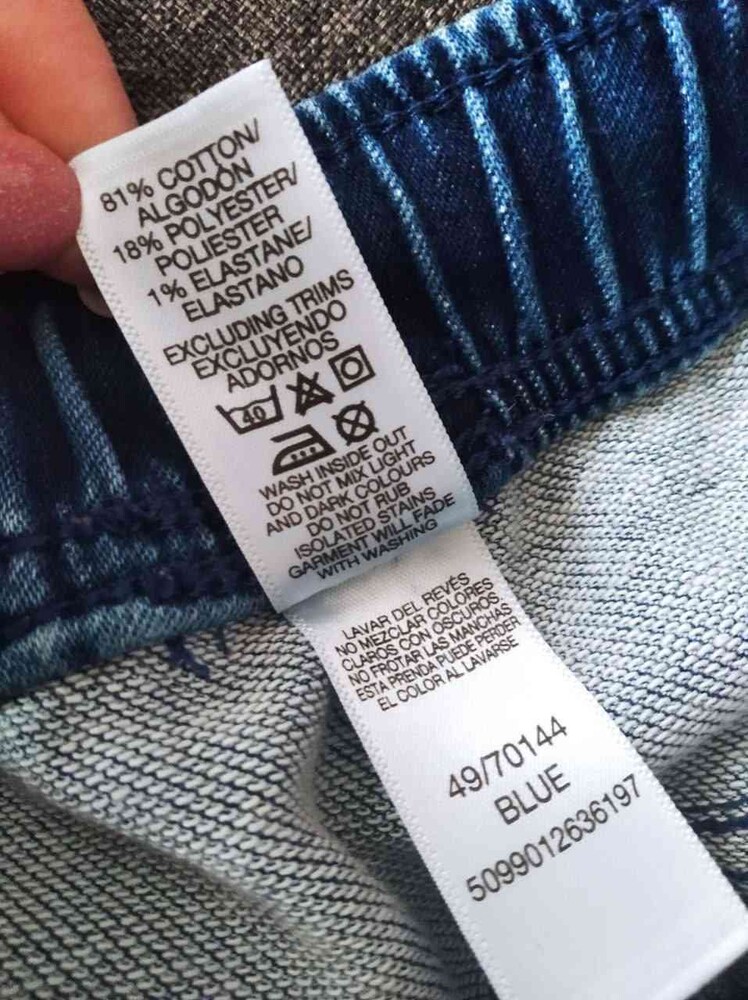 81% COTTON/
ALGODÓN
18% POLYESTER/
POLIESTER
1% ELASTANE/
ELASTANO
EXCLUDING TRIMS
EXCLUYENDO
ADORNOS
40
WASH INSIDE OUT
DO NOT MIX LIGHT
AND DARK COLOURS
DO NOT RUB
ISOLATED STAINS
GARMENT WILL FADE
WITH WASHING
LAVAR DEL REVÉS
NO MEZCLAR COLORES
CLAROS CON OSCUROS
NO FROTAR LAS MANCHAS
ESTA PRENDA PUEDE PERDER
EL COLOR AL LAVARSE
49/70144
BLUE
5099012636197